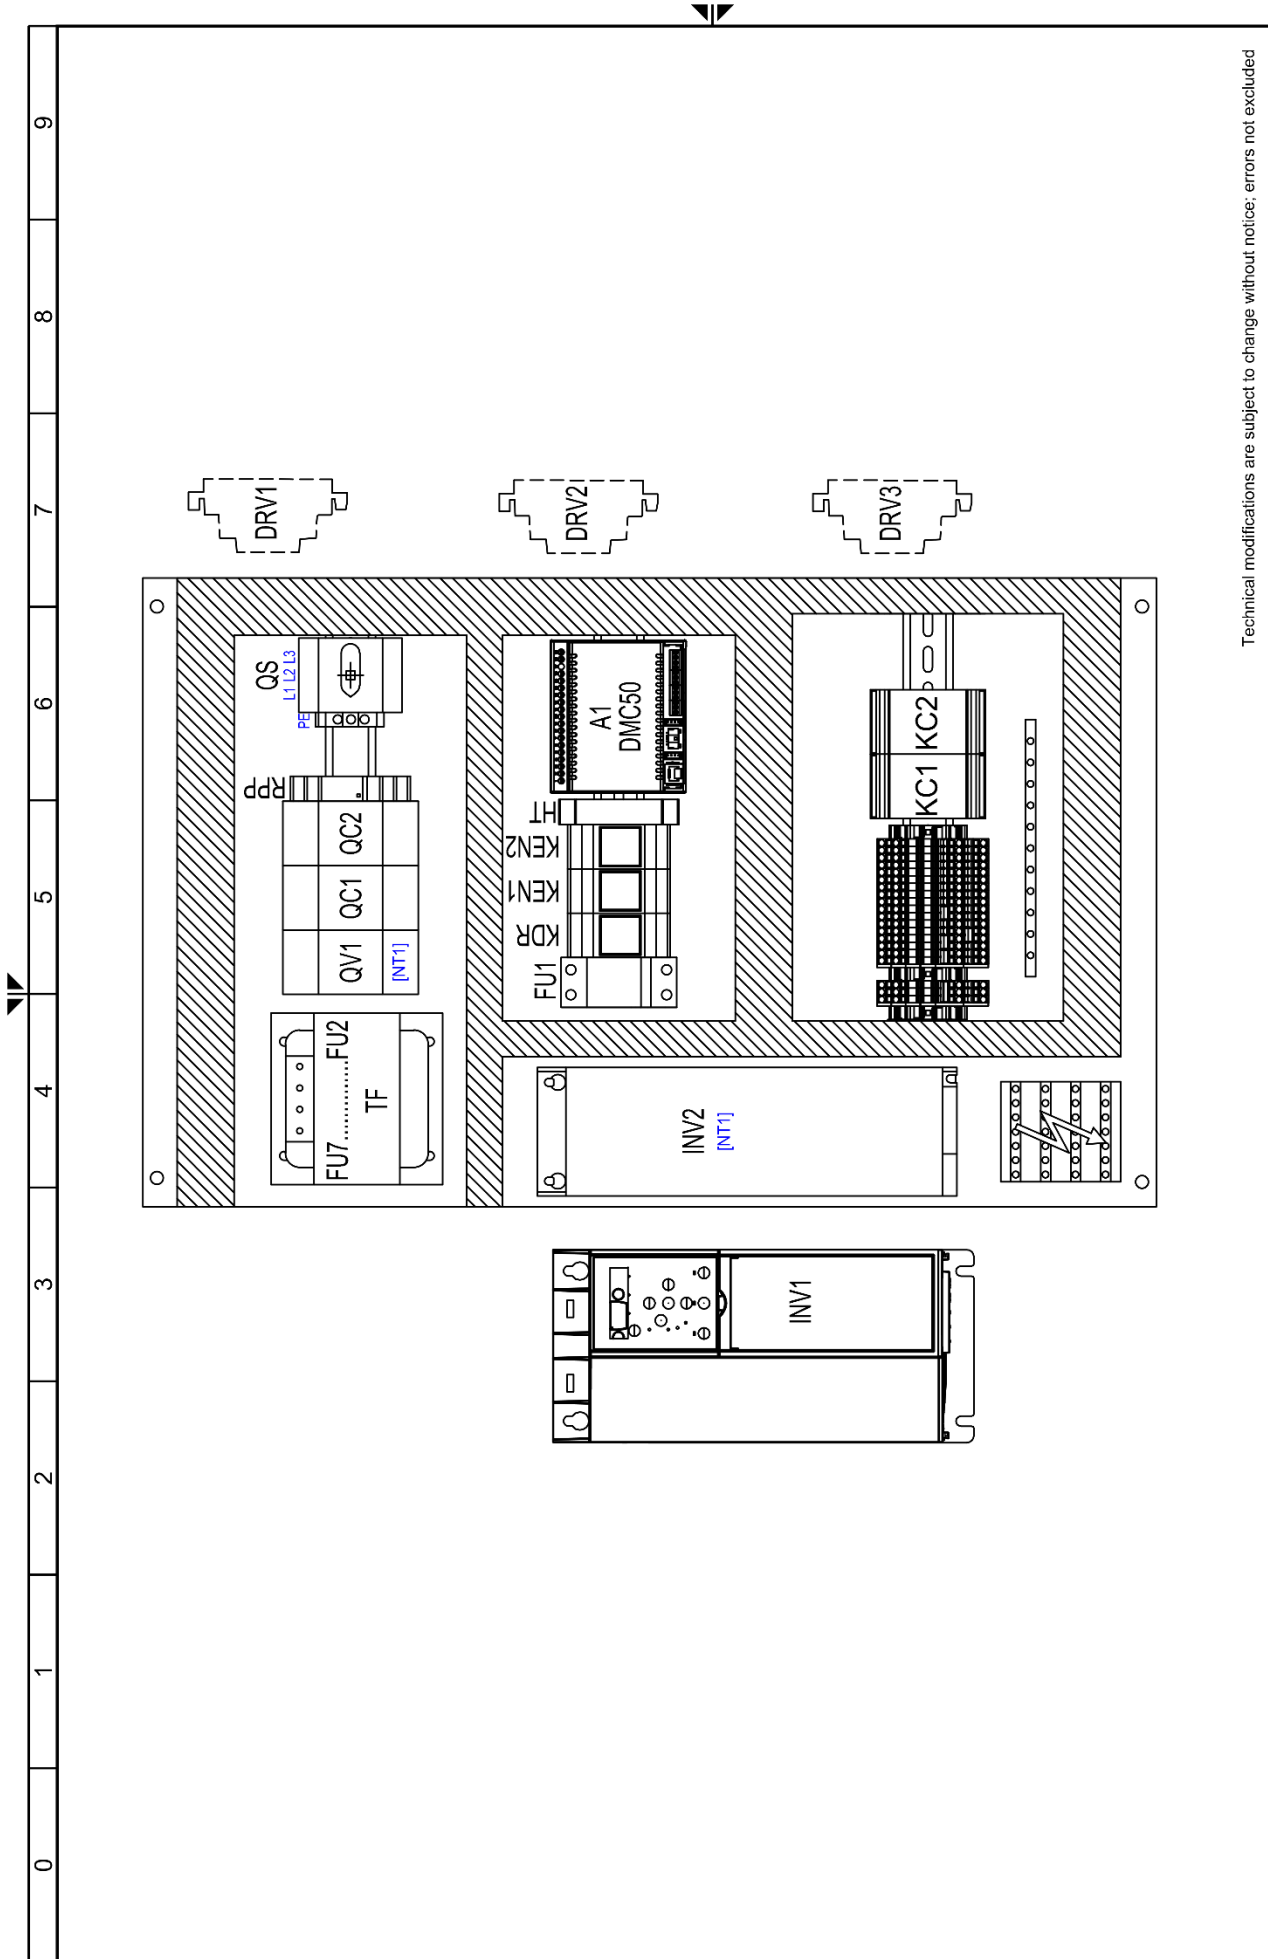 0
1
2
3
4
5
6
7
8
9
FU7 ............... FU2
TF
QV1
[NT1]
QC1
QC2
RPP
QS
PE
L1 L2 L3
DRV1
FU1
KDR
KEN1
KEN2
HT
A1
DMC50
DRV2
INV1
INV2
[NT1]
KC1
KC2
DRV3
Technical modifications are subject to change without notice; errors not excluded